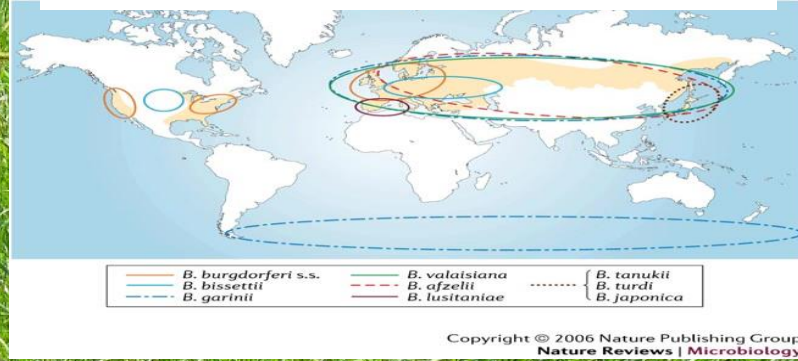 B. burgdorferi s.s. B. valaisiana B. tanukii
B. bissettii B. afzelii B. turdi
B. garinii B. lusitaniae B. japonica
Copyright © 2006 Nature Publishing Group
Nature Reviews | Microbiology